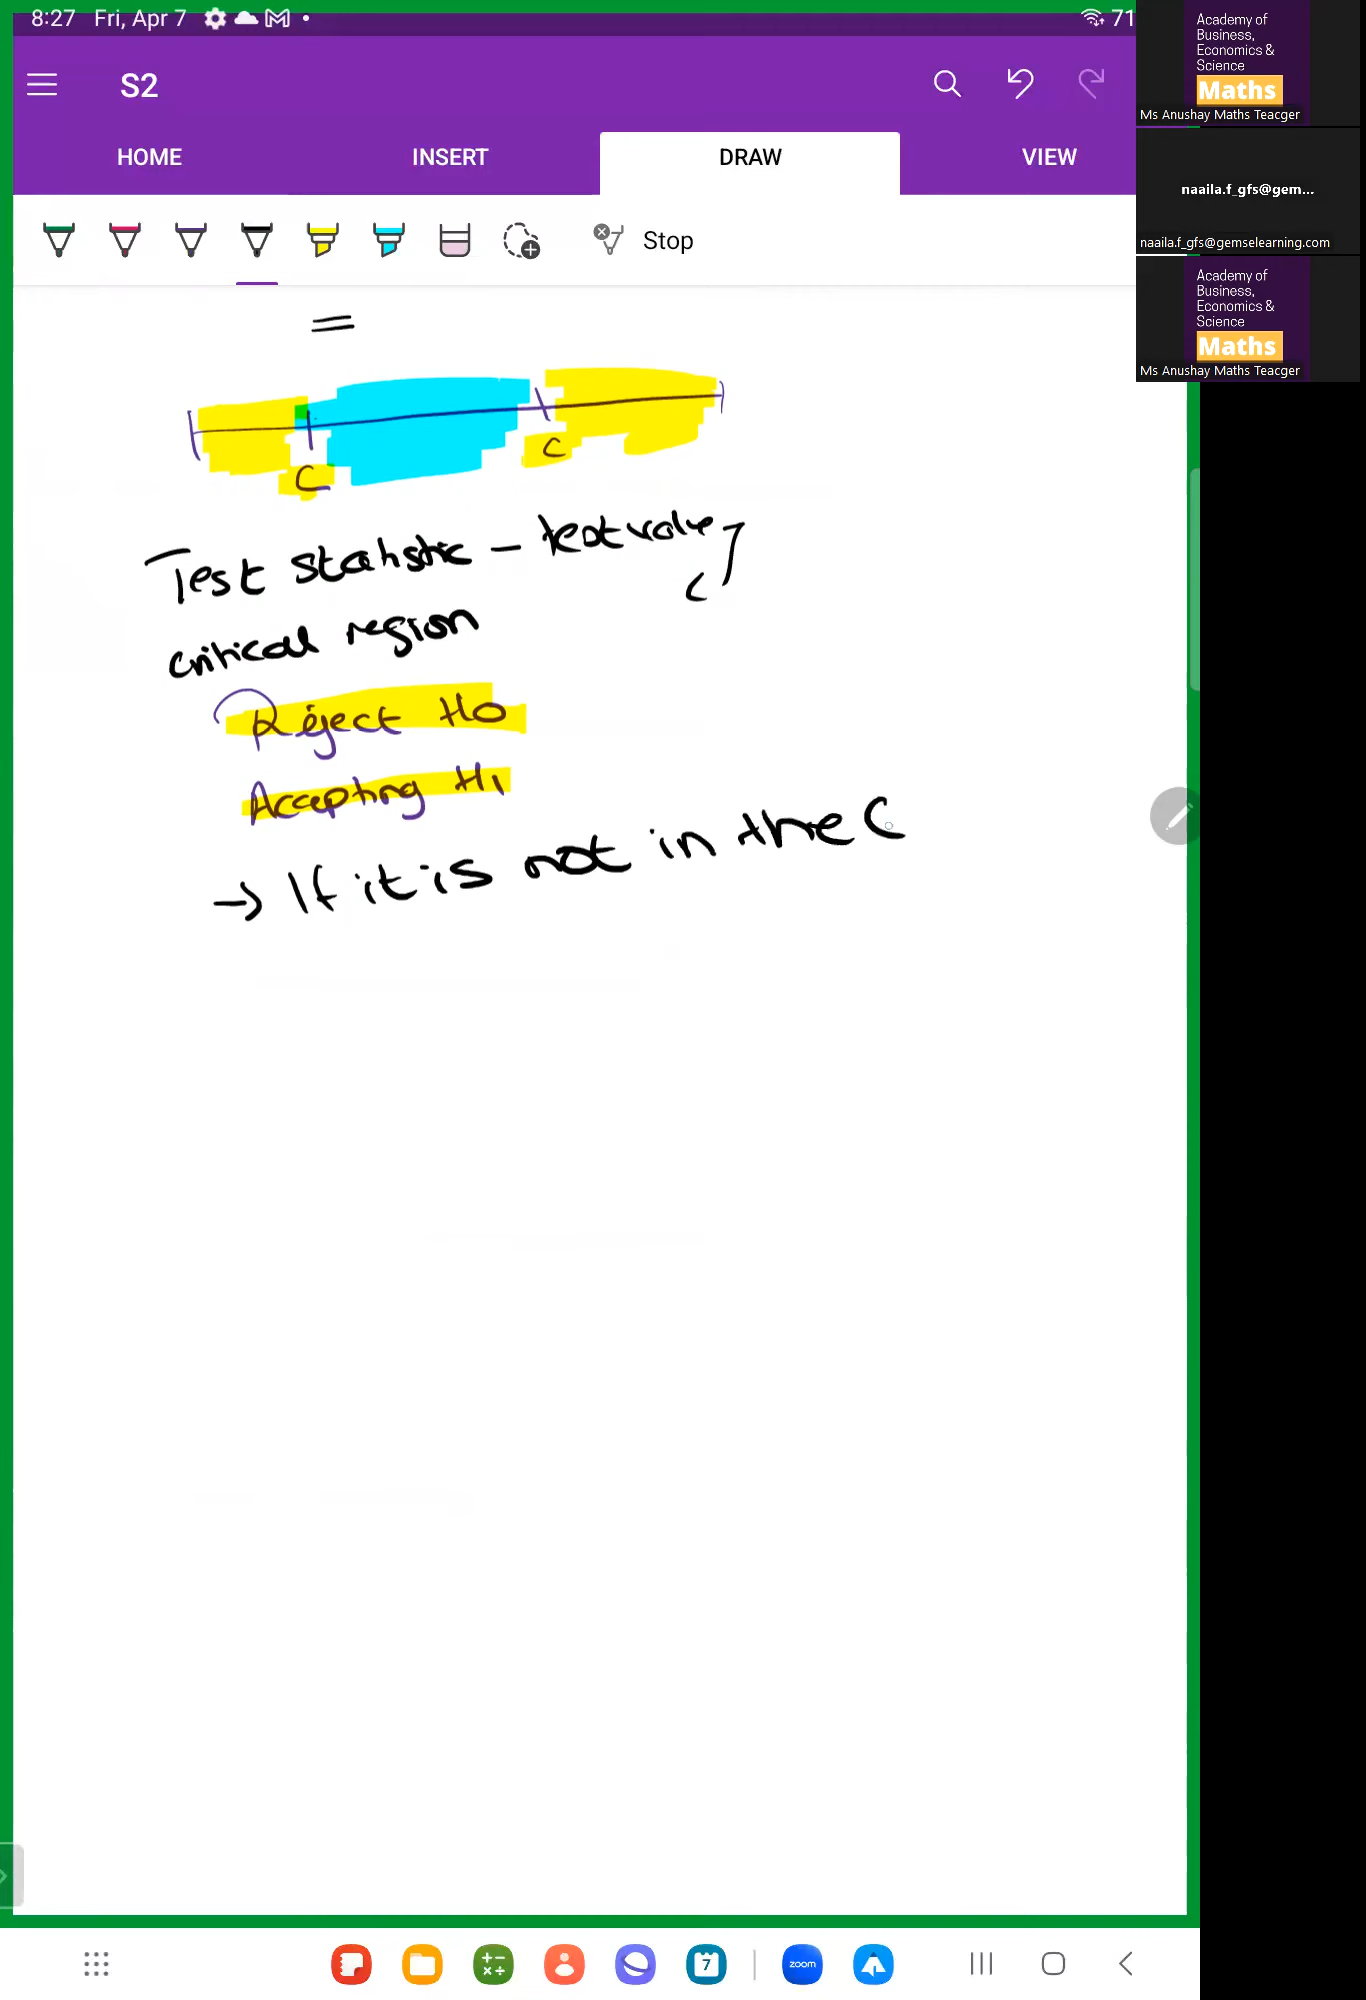 8:27 Fri, Apr 7
71
S2
HOME INSERT DRAW VIEW
Stop
Academy of
Business,
Economics &
Science
Maths
Ms Anushay Maths Teacger
naaila.f_gfs@gem...
naaila.f_gfs@gemselearning.com
Academy of
Business,
Economics &
Science
Maths
Ms Anushay Maths Teacger
=
C C
Test statistic - test value
critical region
Reject H0
Accepting H1
→ If it is not in the C
7
zoom